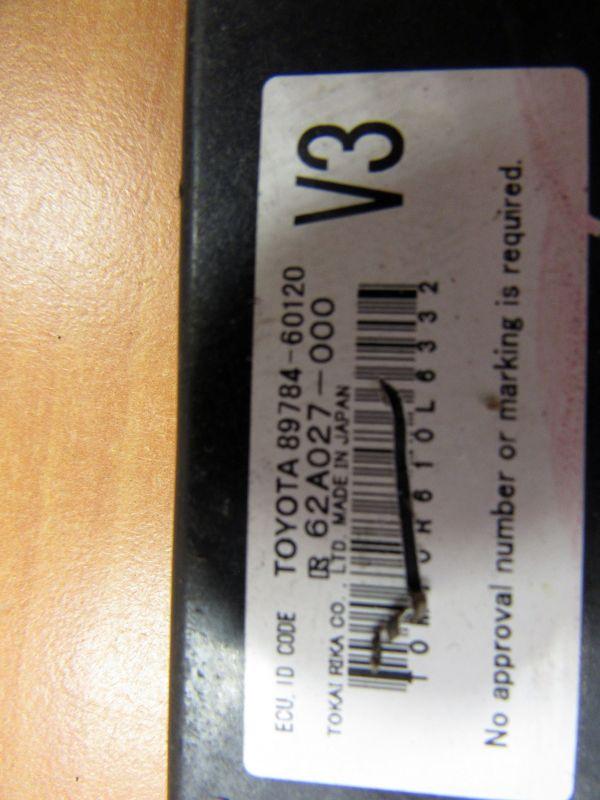 ECU, ID CODE TOYOTA 89784-60120 V3
62A027-000
TOKAI RIKA CO., LTD. MADE IN JAPAN
R610L6332
No approval number or marking is required.